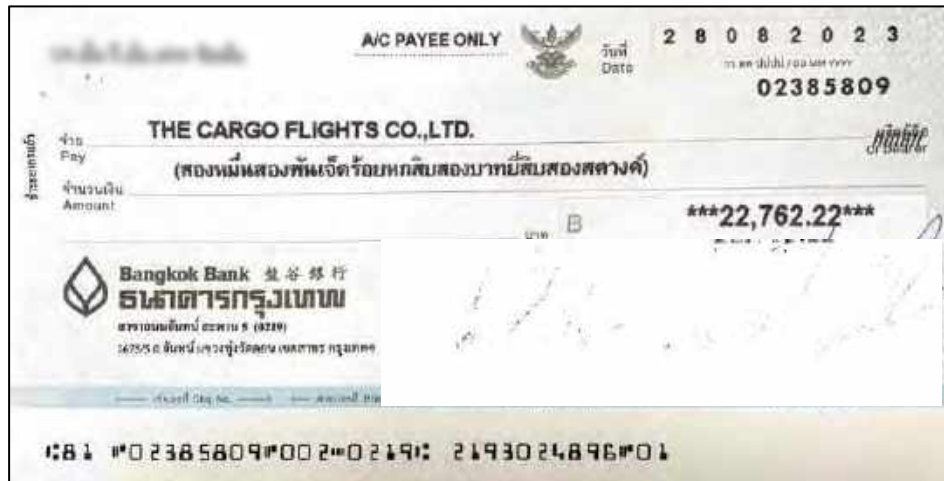 A/C PAYEE ONLY
วันที่ 2 8 0 8 2 0 2 3
Date
02385809
จ่าย THE CARGO FLIGHTS CO.,LTD.
Pay
(สองหมื่นสองพันเจ็ดร้อยหกสิบสองบาทยี่สิบสองสตางค์)
จำนวนเงิน
Amount
บาท B ***22,762.22***
Bangkok Bank 盤谷銀行
ธนาคารกรุงเทพ
⑆81 ⑈02385809⑈002⑉0219⑆ 2193024896⑈01